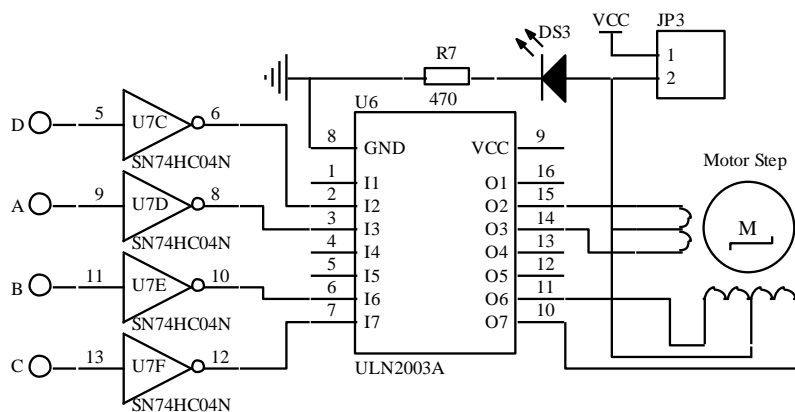 DS3
VCC
JP3
R7
1
2
470
U6
D
5
U7C
6
SN74HC04N
8
GND
VCC
9
1
I1
O1
16
2
I2
O2
15
3
I3
O3
14
4
I4
O4
13
5
I5
O5
12
6
I6
O6
11
7
I7
O7
10
ULN2003A
A
9
U7D
8
SN74HC04N
B
11
U7E
10
SN74HC04N
C
13
U7F
12
SN74HC04N
Motor Step
M